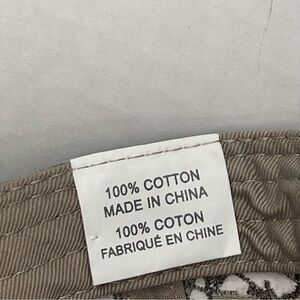 100% COTTON
MADE IN CHINA
100% COTON
FABRIQUÉ EN CHINE